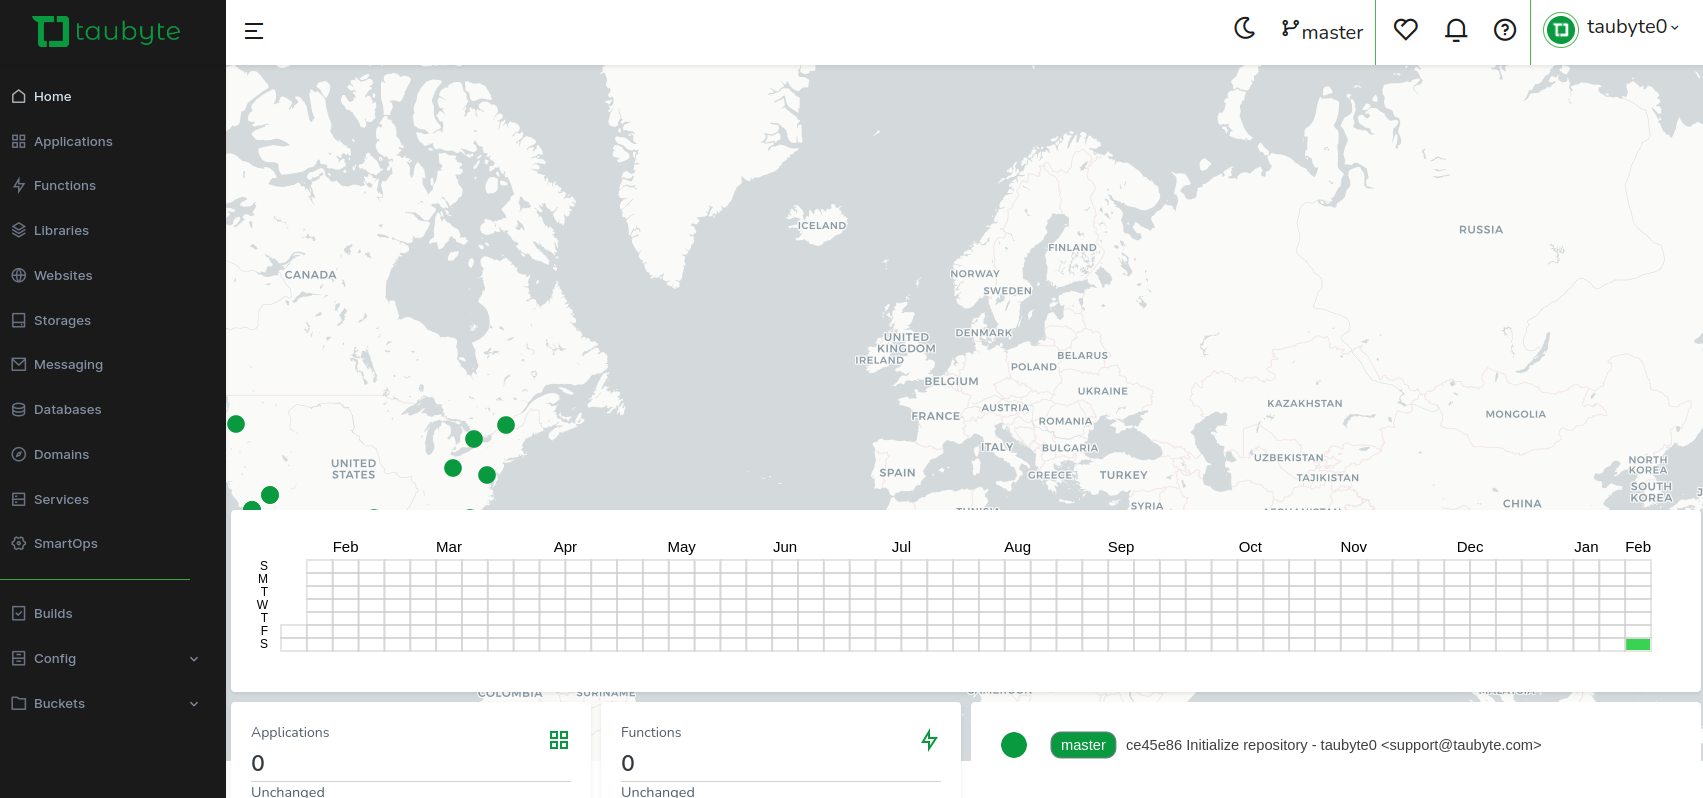 taubyte
master
taubyte0
Home
Applications
Functions
Libraries
Websites
Storages
Messaging
Databases
Domains
Services
SmartOps
Builds
Config
Buckets
ICELAND
RUSSIA
FINLAND
CANADA
NORWAY
SWEDEN
DENMARK
UNITED
KINGDOM
IRELAND
BELARUS
POLAND
BELGIUM
UKRAINE
AUSTRIA
KAZAKHSTAN
FRANCE
ROMANIA
MONGOLIA
ITALY
BULGARIA
UZBEKISTAN
UNITED
STATES
SPAIN
GREECE
TURKEY
TAJIKISTAN
NORTH
KOREA
SOUTH
KOREA
SYRIA
CHINA
Feb Mar Apr May Jun Jul Aug Sep Oct Nov Dec Jan Feb
S
M
T
W
T
F
S
COLOMBIA
SURINAME
Applications
0
Unchanged
Functions
0
Unchanged
master ce45e86 Initialize repository - taubyte0 <support@taubyte.com>